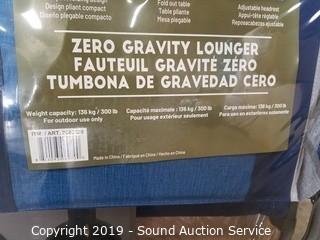 Design pliant compact
Diseño plegable compacto
Fold out table
Table pliante
Mesa plegable
Adjustable headrest
Appui-tête réglable
Reposacabezas ajustable
ZERO GRAVITY LOUNGER
FAUTEUIL GRAVITÉ ZÉRO
TUMBONA DE GRAVEDAD CERO
Weight capacity: 136 kg / 300 lb
For outdoor use only
Capacité maximale : 136 kg / 300 lb
Pour usage extérieur seulement
Carga máxima: 136 kg / 300 lb
Para uso en exteriores solamente
Made in China / Fabriqué en Chine / Hecho en China
Copyright 2019 - Sound Auction Service